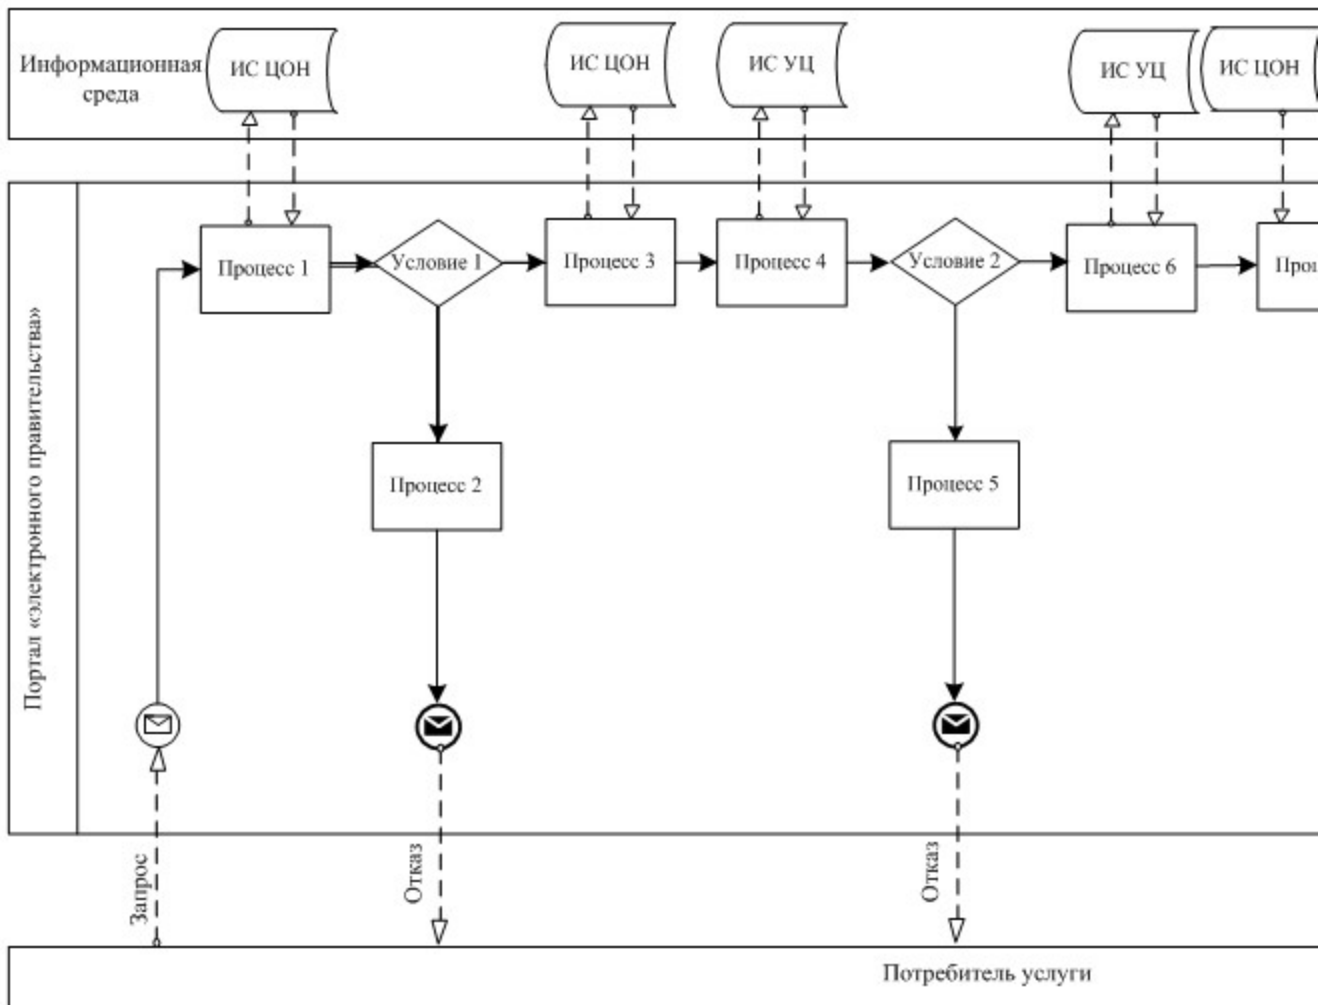 Информационная
среда
ИС ЦОН
ИС ЦОН
ИС УЦ
ИС УЦ
ИС ЦОН
Портал «электронного правительства»
Процесс 1
Условие 1
Процесс 3
Процесс 4
Условие 2
Процесс 6
Процесс 2
Процесс 5
Запрос
Отказ
Отказ
Потребитель услуги